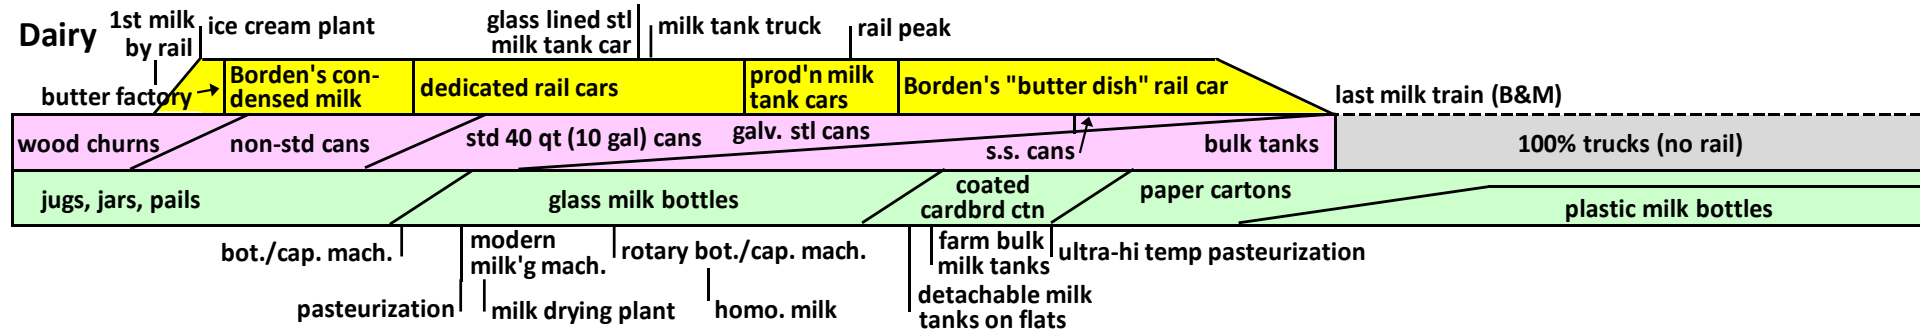 Dairy
1st milk
by rail
ice cream plant
glass lined stl
milk tank car
milk tank truck
rail peak
butter factory
Borden's con-
densed milk
dedicated rail cars
prod'n milk
tank cars
Borden's "butter dish" rail car
last milk train (B&M)
wood churns
non-std cans
std 40 qt (10 gal) cans
galv. stl cans
s.s. cans
bulk tanks
100% trucks (no rail)
jugs, jars, pails
glass milk bottles
coated
cardbrd ctn
paper cartons
plastic milk bottles
bot./cap. mach.
modern
milk'g mach.
rotary bot./cap. mach.
farm bulk
milk tanks
ultra-hi temp pasteurization
pasteurization
milk drying plant
homo. milk
detachable milk
tanks on flats